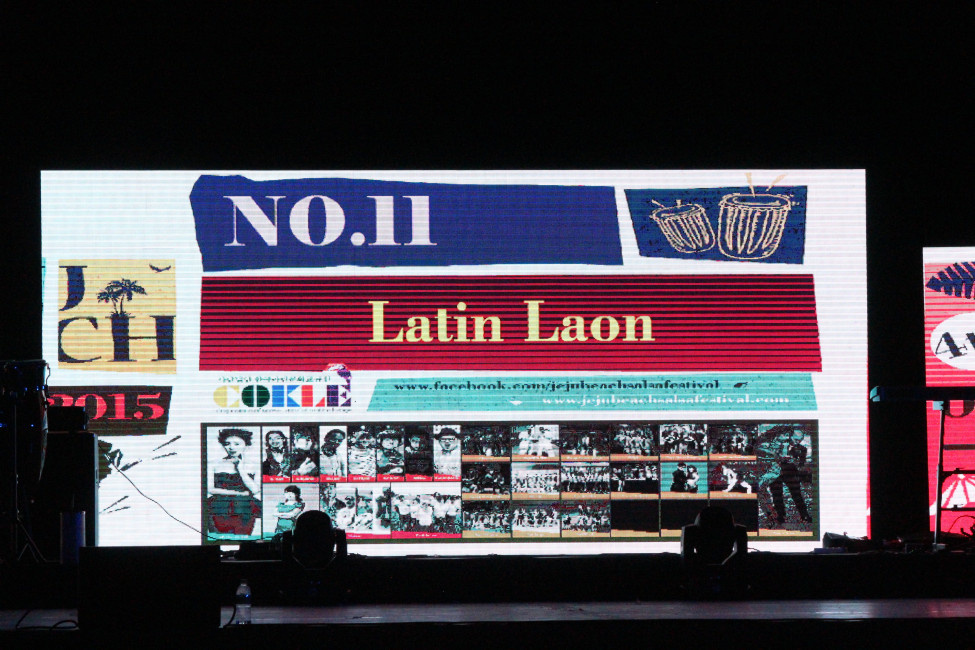 NO.11
Latin Laon
J
CH
2015
COKLE
www.facebook.com/jejubeachsalsafestival
www.jejubeachsalsafestival.com